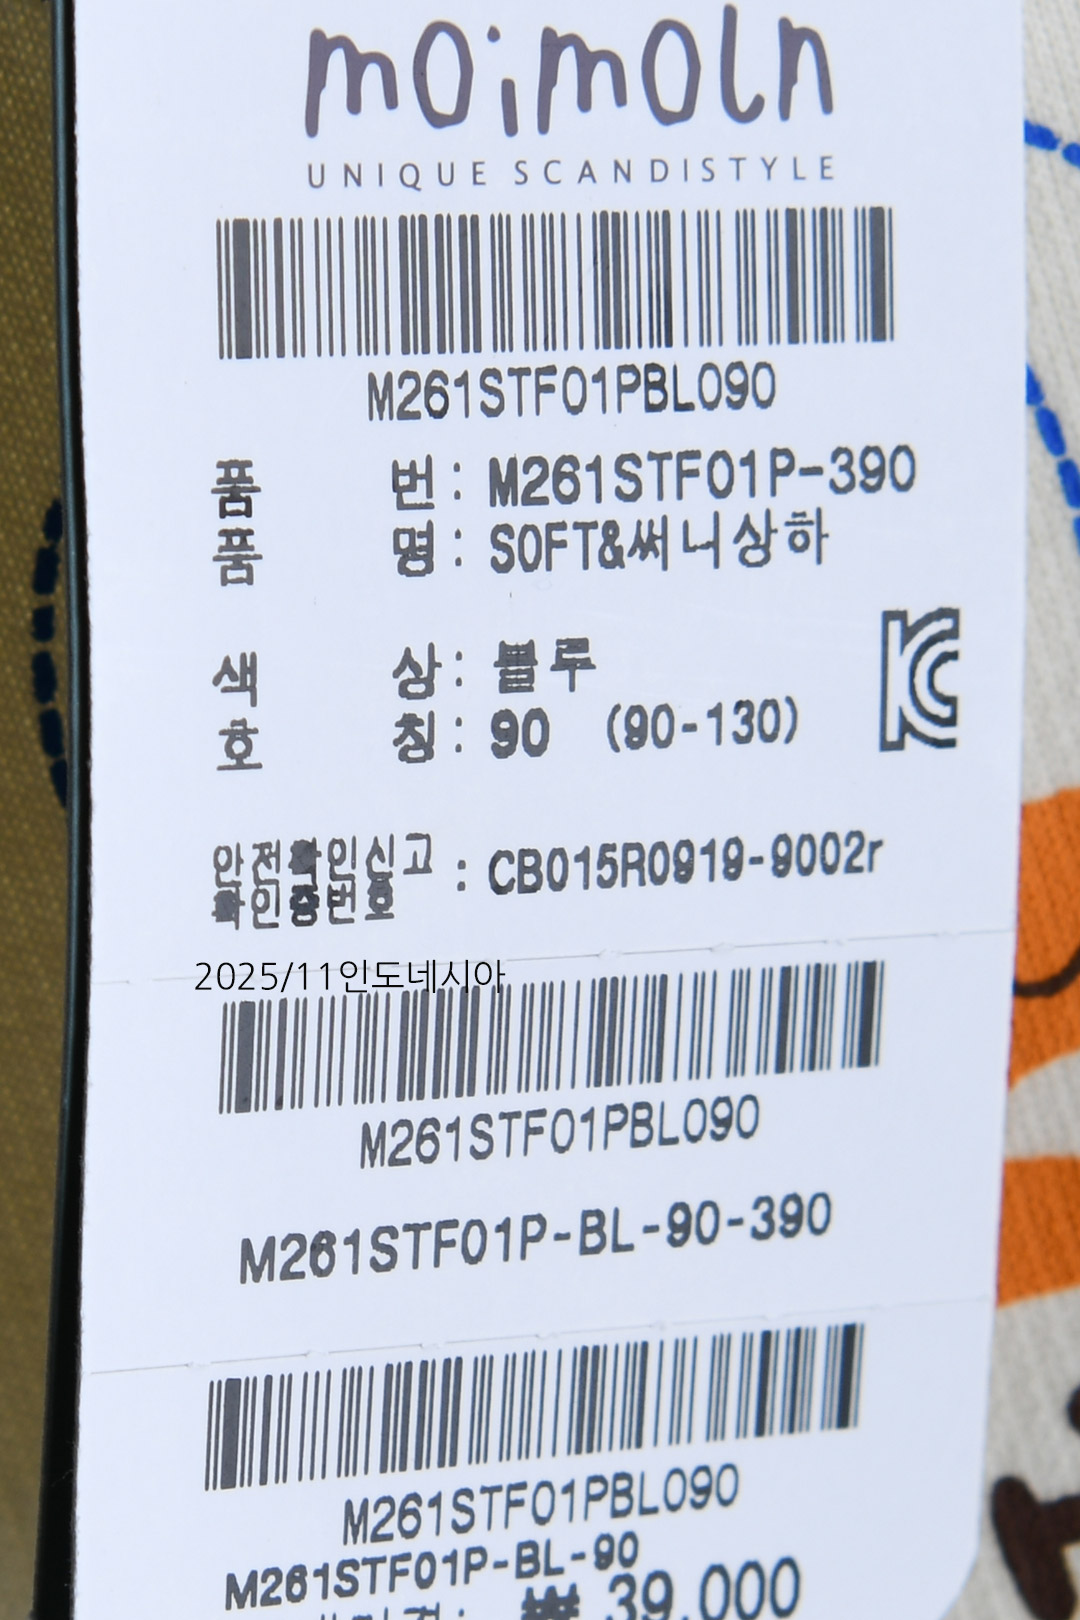 moimoln
UNIQUE SCANDISTYLE
M261STF01PBL090
품 번 : M261STF01P-390
품 명 : SOFT&써니상하
색 상 : 블루
호 칭 : 90 (90-130)
안전확인신고 : CB015R0919-9002r
확인증번호
2025/11인도네시아
M261STF01PBL090
M261STF01P-BL-90-390
M261STF01PBL090
M261STF01P-BL-90
₩ 39,000